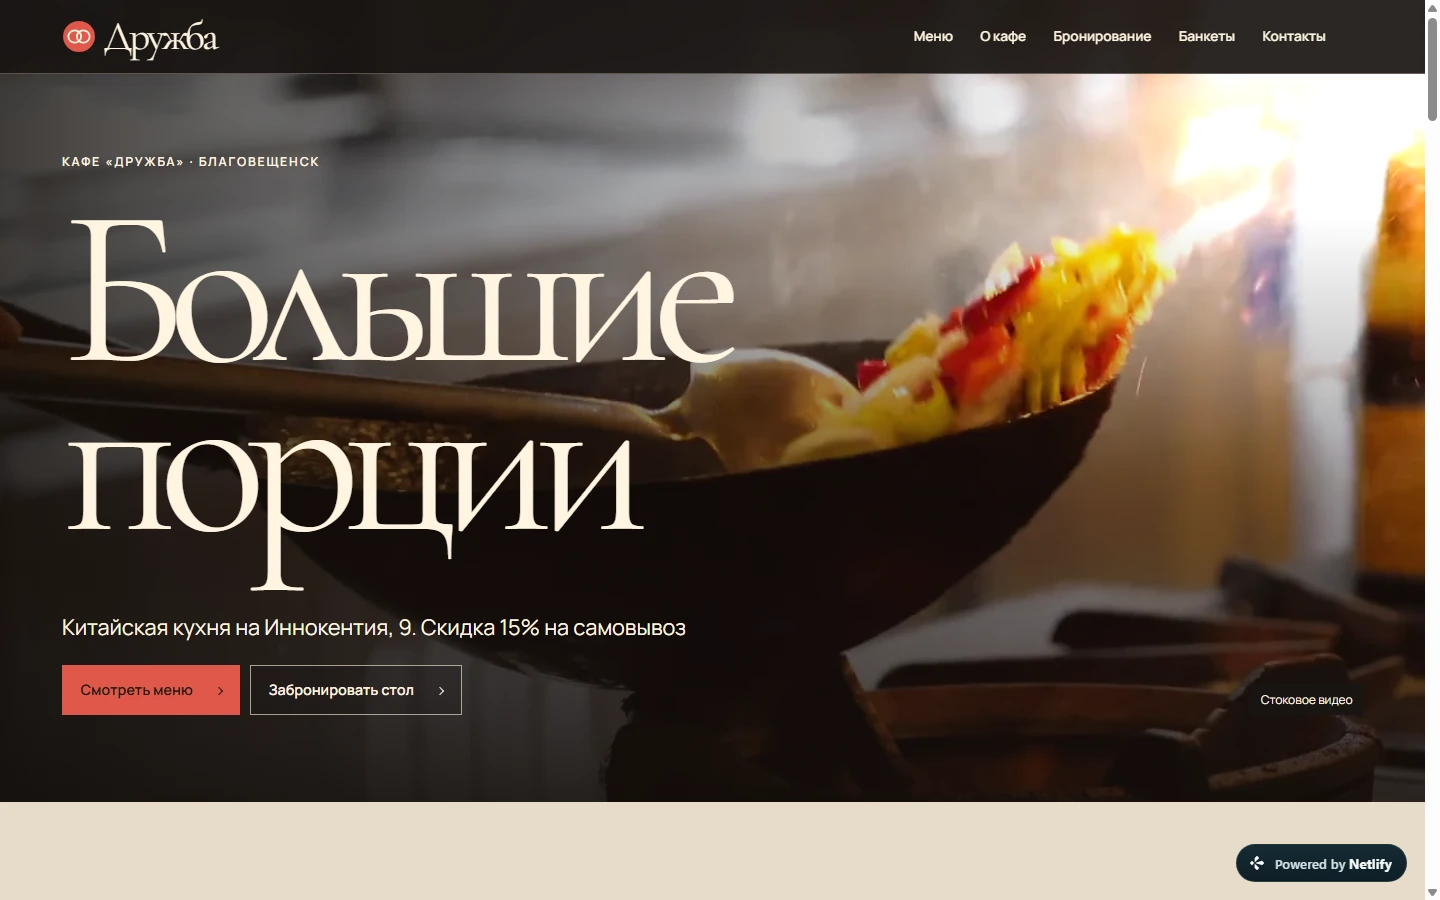 Дружба
Меню
О кафе
Бронирование
Банкеты
Контакты
КАФЕ «ДРУЖБА» · БЛАГОВЕЩЕНСК
Большие
порции
Китайская кухня на Иннокентия, 9. Скидка 15% на самовывоз
Смотреть меню
Забронировать стол
Стоковое видео
Powered by Netlify